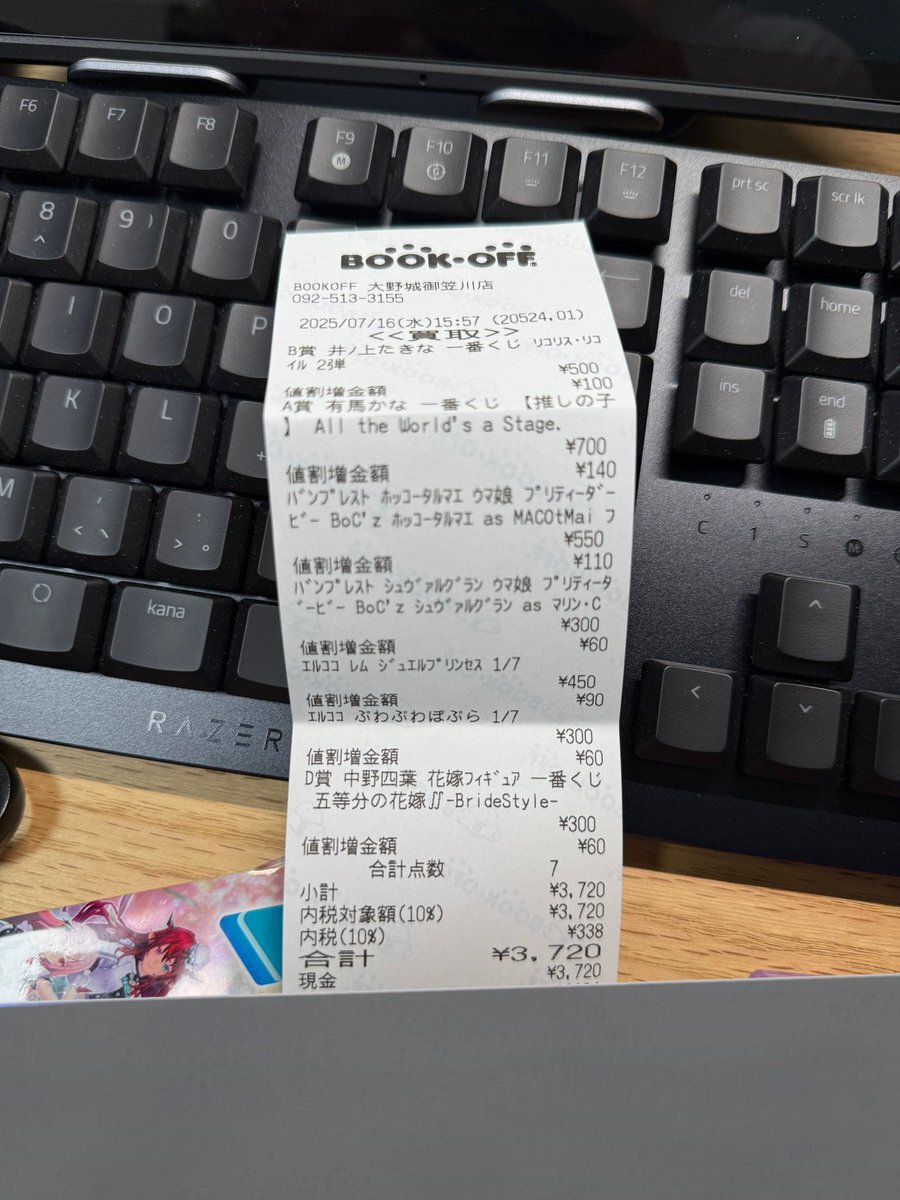 F6
F7
F8
F9
M
F10
G
F11
F12
prt sc
scr lk
8
9
)
0
del
home
I
O
P
ins
end
K
L
+
M
C
1
S
M
kana
RAZER
BOOK・OFF
BOOKOFF 大野城御笠川店
092-513-3155
2025/07/16(水)15:57 (20524,01)
<<買取>>
B賞 井ノ上たきな 一番くじ リコリス・リコ
イル 2弾
¥500
値割増金額 ¥100
A賞 有馬かな 一番くじ 【推しの子
】 All the World's a Stage.
¥700
値割増金額 ¥140
バンプレスト ホッコータルマエ ウマ娘 プリティーダー
ビー BoC'z ホッコータルマエ as MACOtMai フ
¥550
値割増金額 ¥110
バンプレスト シュヴァルグラン ウマ娘 プリティータ
゛ービー BoC'z シュヴァルグラン as マリン・C
¥300
値割増金額 ¥60
エルココ レム ジュエルプリンセス 1/7
¥450
値割増金額 ¥90
エルココ ぷわぷわぽぷら 1/7
¥300
値割増金額 ¥60
D賞 中野四葉 花嫁フィギュア 一番くじ
五等分の花嫁∬-BrideStyle-
¥300
値割増金額 ¥60
合計点数 7
小計 ¥3,720
内税対象額(10%) ¥3,720
内税(10%) ¥338
合計 ¥3,720
現金 ¥3,720